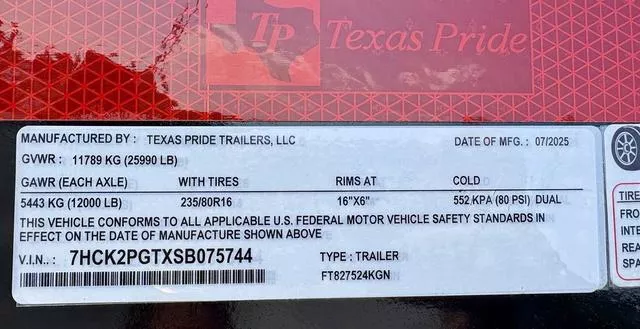 TP Texas Pride
MANUFACTURED BY : TEXAS PRIDE TRAILERS, LLC DATE OF MFG. : 07/2025
GVWR : 11789 KG (25990 LB)
GAWR (EACH AXLE) WITH TIRES RIMS AT COLD
5443 KG (12000 LB) 235/80R16 16"X6" 552 KPA (80 PSI) DUAL
THIS VEHICLE CONFORMS TO ALL APPLICABLE U.S. FEDERAL MOTOR VEHICLE SAFETY STANDARDS IN
EFFECT ON THE DATE OF MANUFACTURE SHOWN ABOVE
V.I.N.: 7HCK2PGTXSB075744 TYPE : TRAILER
FT827524KGN
TIRE
FRO
INTE
REA
SPA